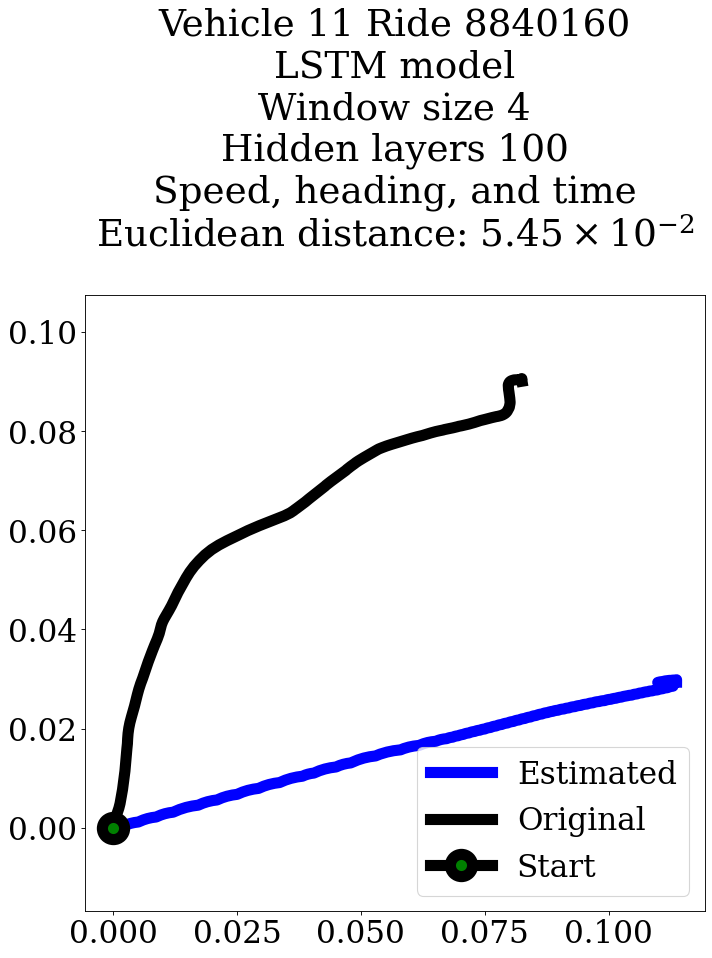 Vehicle 11 Ride 8840160
LSTM model
Window size 4
Hidden layers 100
Speed, heading, and time
Euclidean distance: 5.45 × 10⁻²
0.10
0.08
0.06
0.04
0.02
0.00
Estimated
Original
Start
0.000 0.025 0.050 0.075 0.100